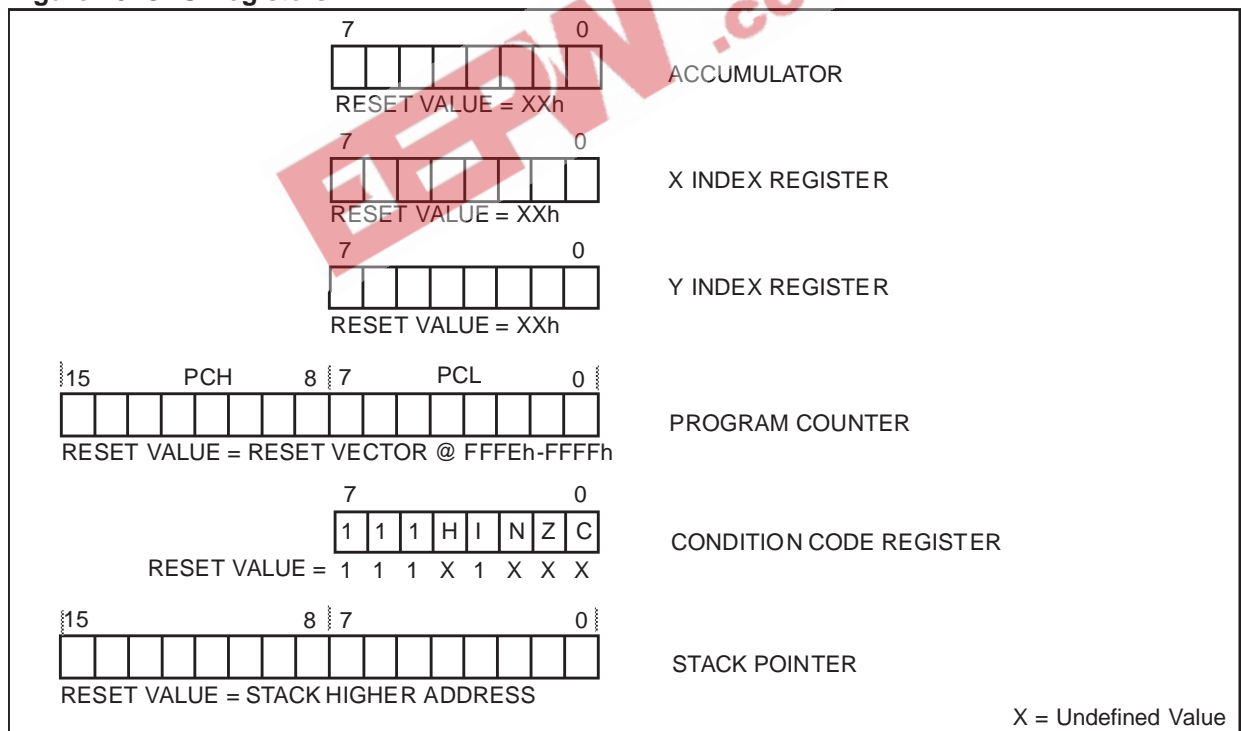 7 0
ACCUMULATOR
RESET VALUE = XXh
7 0
X INDEX REGISTER
RESET VALUE = XXh
7 0
Y INDEX REGISTER
RESET VALUE = XXh
15 PCH 8 7 PCL 0
PROGRAM COUNTER
RESET VALUE = RESET VECTOR @ FFFEh-FFFFh
7 0
1 1 1 H I N Z C
CONDITION CODE REGISTER
RESET VALUE = 1 1 1 X 1 X X X
15 8 7 0
STACK POINTER
RESET VALUE = STACK HIGHER ADDRESS
X = Undefined Value
EEPW